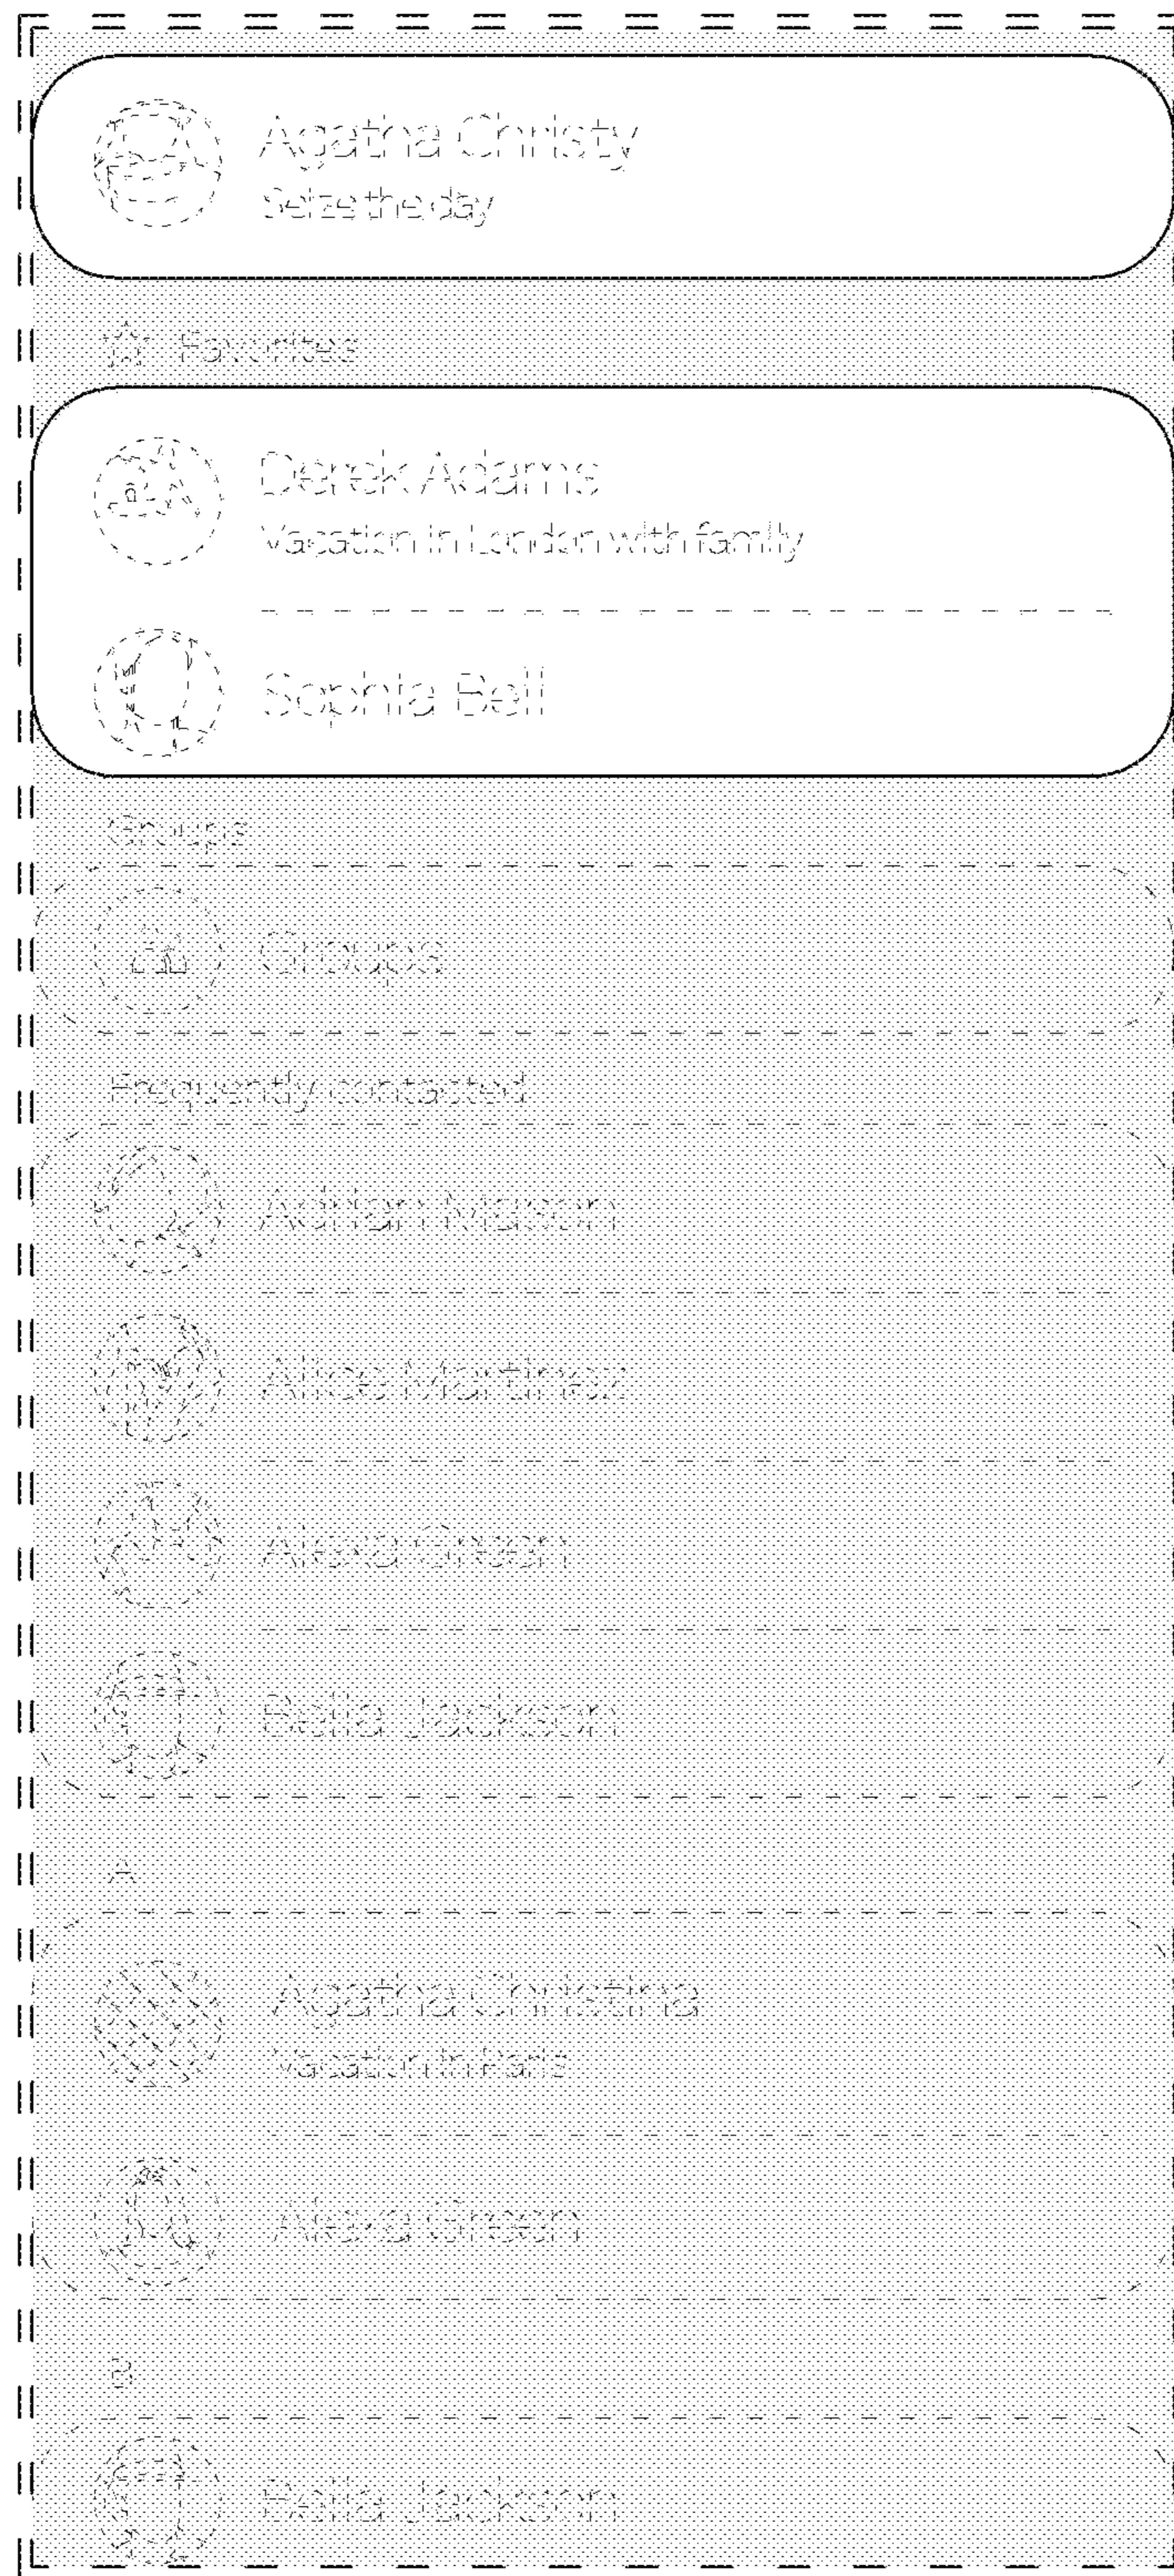 Agatha Christy
Seize the day
Favorites
Derek Adams
Vacation in London with family
Sophia Bell
Groups
Groups
Frequently contacted
Adrian Mason
Alice Martinez
Alexa Green
Bella Jackson
A
Agatha Christina
Vacation in Paris
Alexa Green
B
Bella Jackson